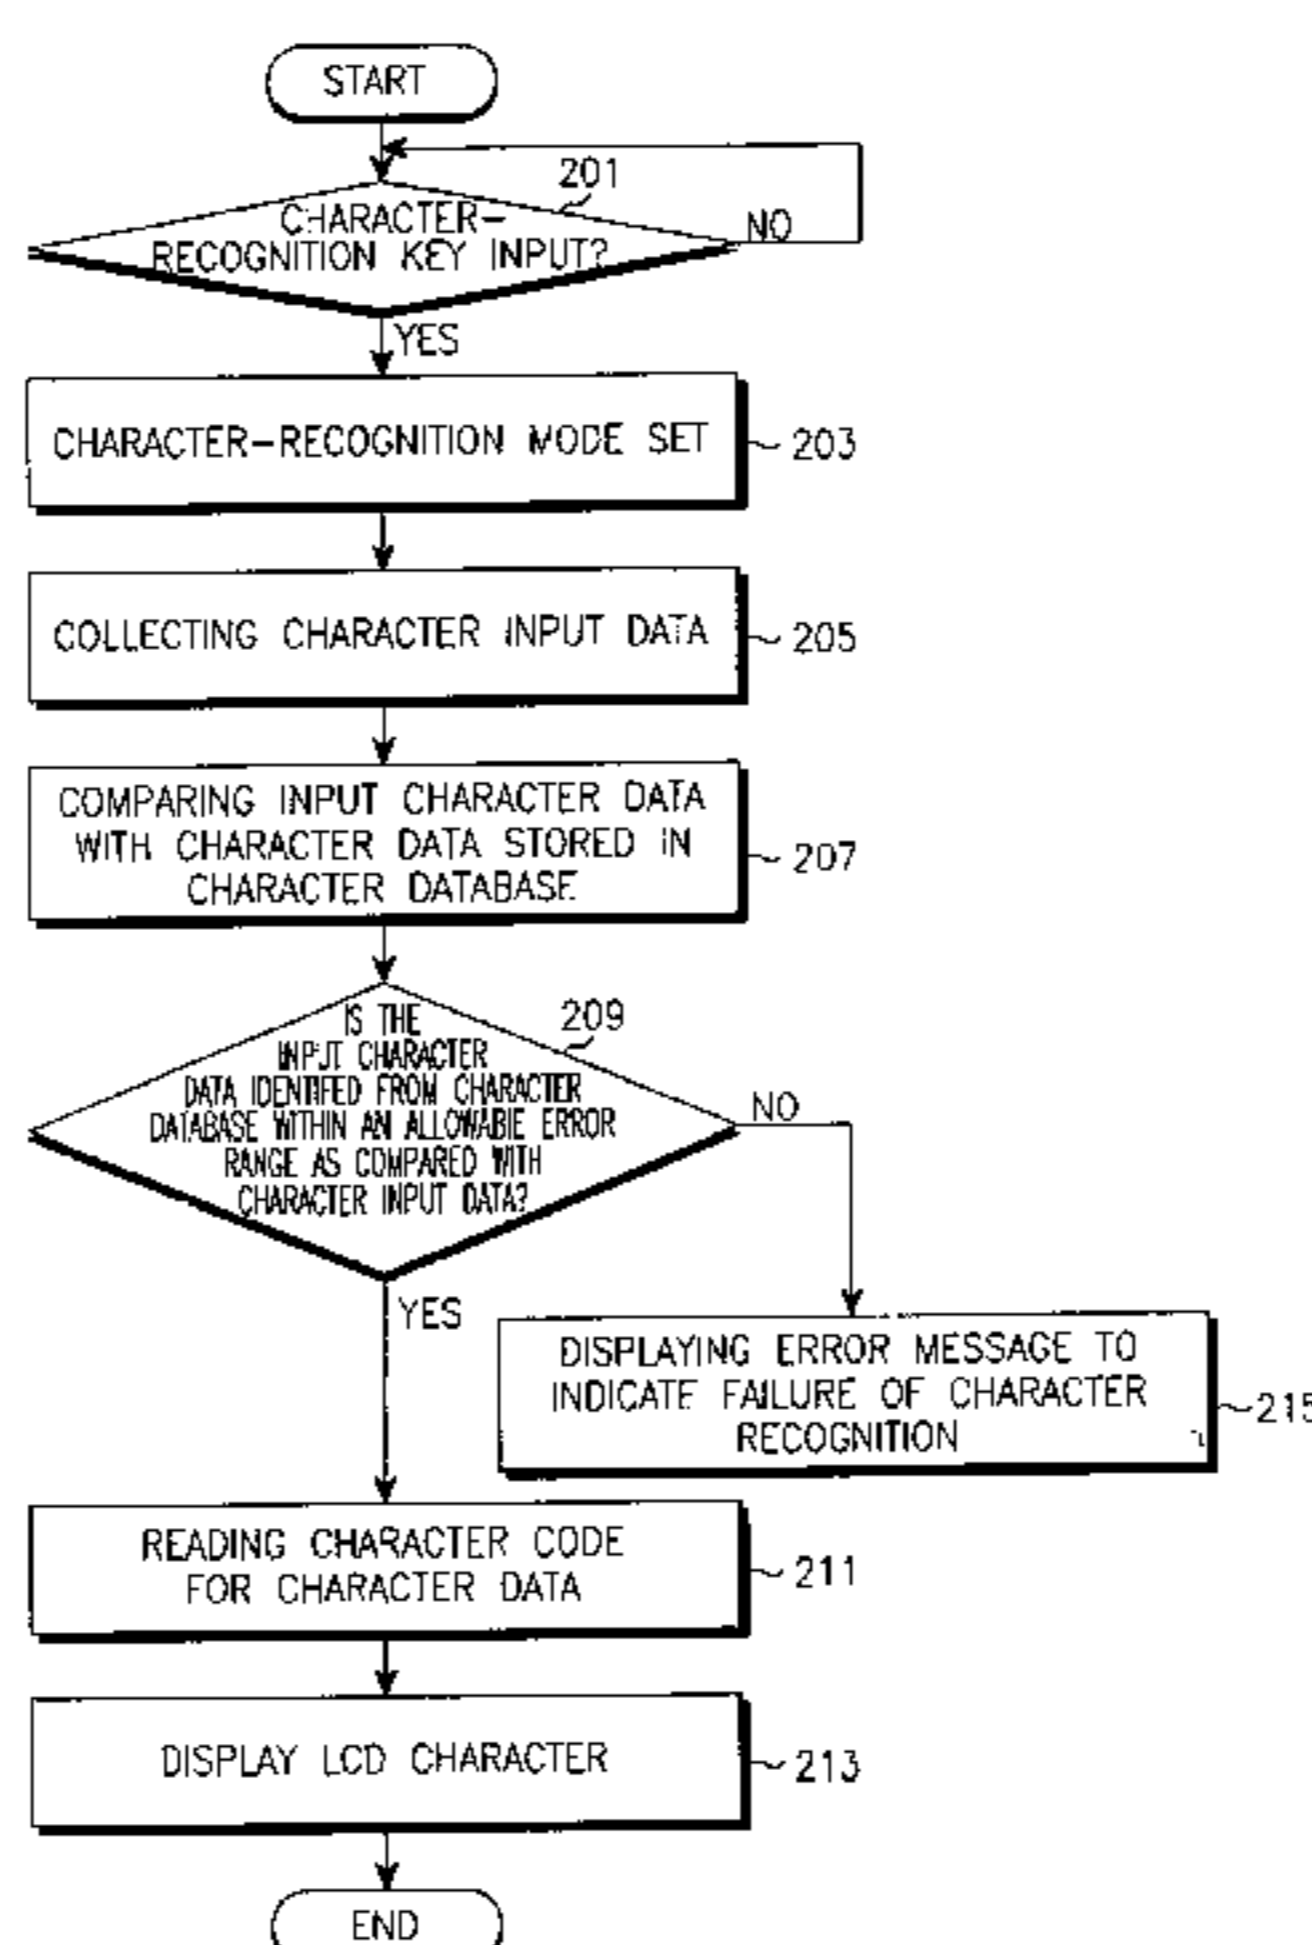 START
201
CHARACTER-
RECOGNITION KEY INPUT?
NO
YES
CHARACTER-RECOGNITION MODE SET
203
COLLECTING CHARACTER INPUT DATA
205
COMPARING INPUT CHARACTER DATA
WITH CHARACTER DATA STORED IN
CHARACTER DATABASE
207
209
IS THE
INPUT CHARACTER
DATA IDENTIFED FROM CHARACTER
DATABASE WITHIN AN ALLOWABLE ERROR
RANGE AS COMPARED WITH
CHARACTER INPUT DATA?
NO
YES
DISPLAYING ERROR MESSAGE TO
INDICATE FAILURE OF CHARACTER
RECOGNITION
215
READING CHARACTER CODE
FOR CHARACTER DATA
211
DISPLAY LCD CHARACTER
213
END